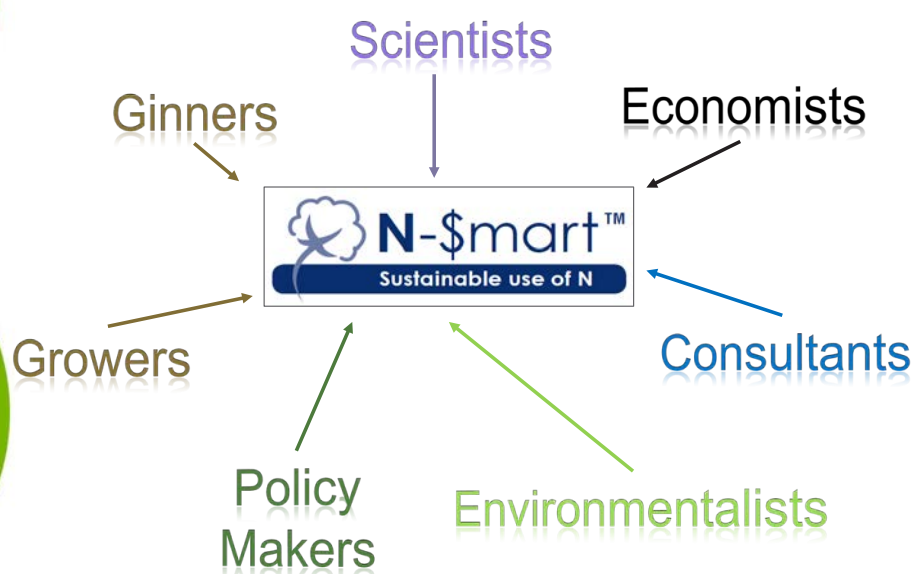 Scientists
Ginners
Economists
N-$mart™
Sustainable use of N
Growers
Consultants
Policy
Makers
Environmentalists